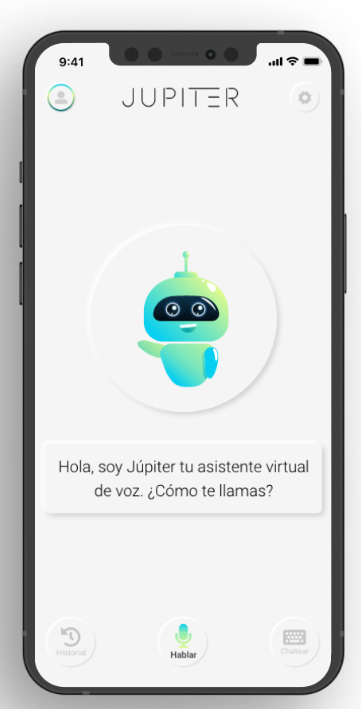 9:41
JUPITER
Hola, soy Júpiter tu asistente virtual
de voz. ¿Cómo te llamas?
Historial
Hablar
Chatear